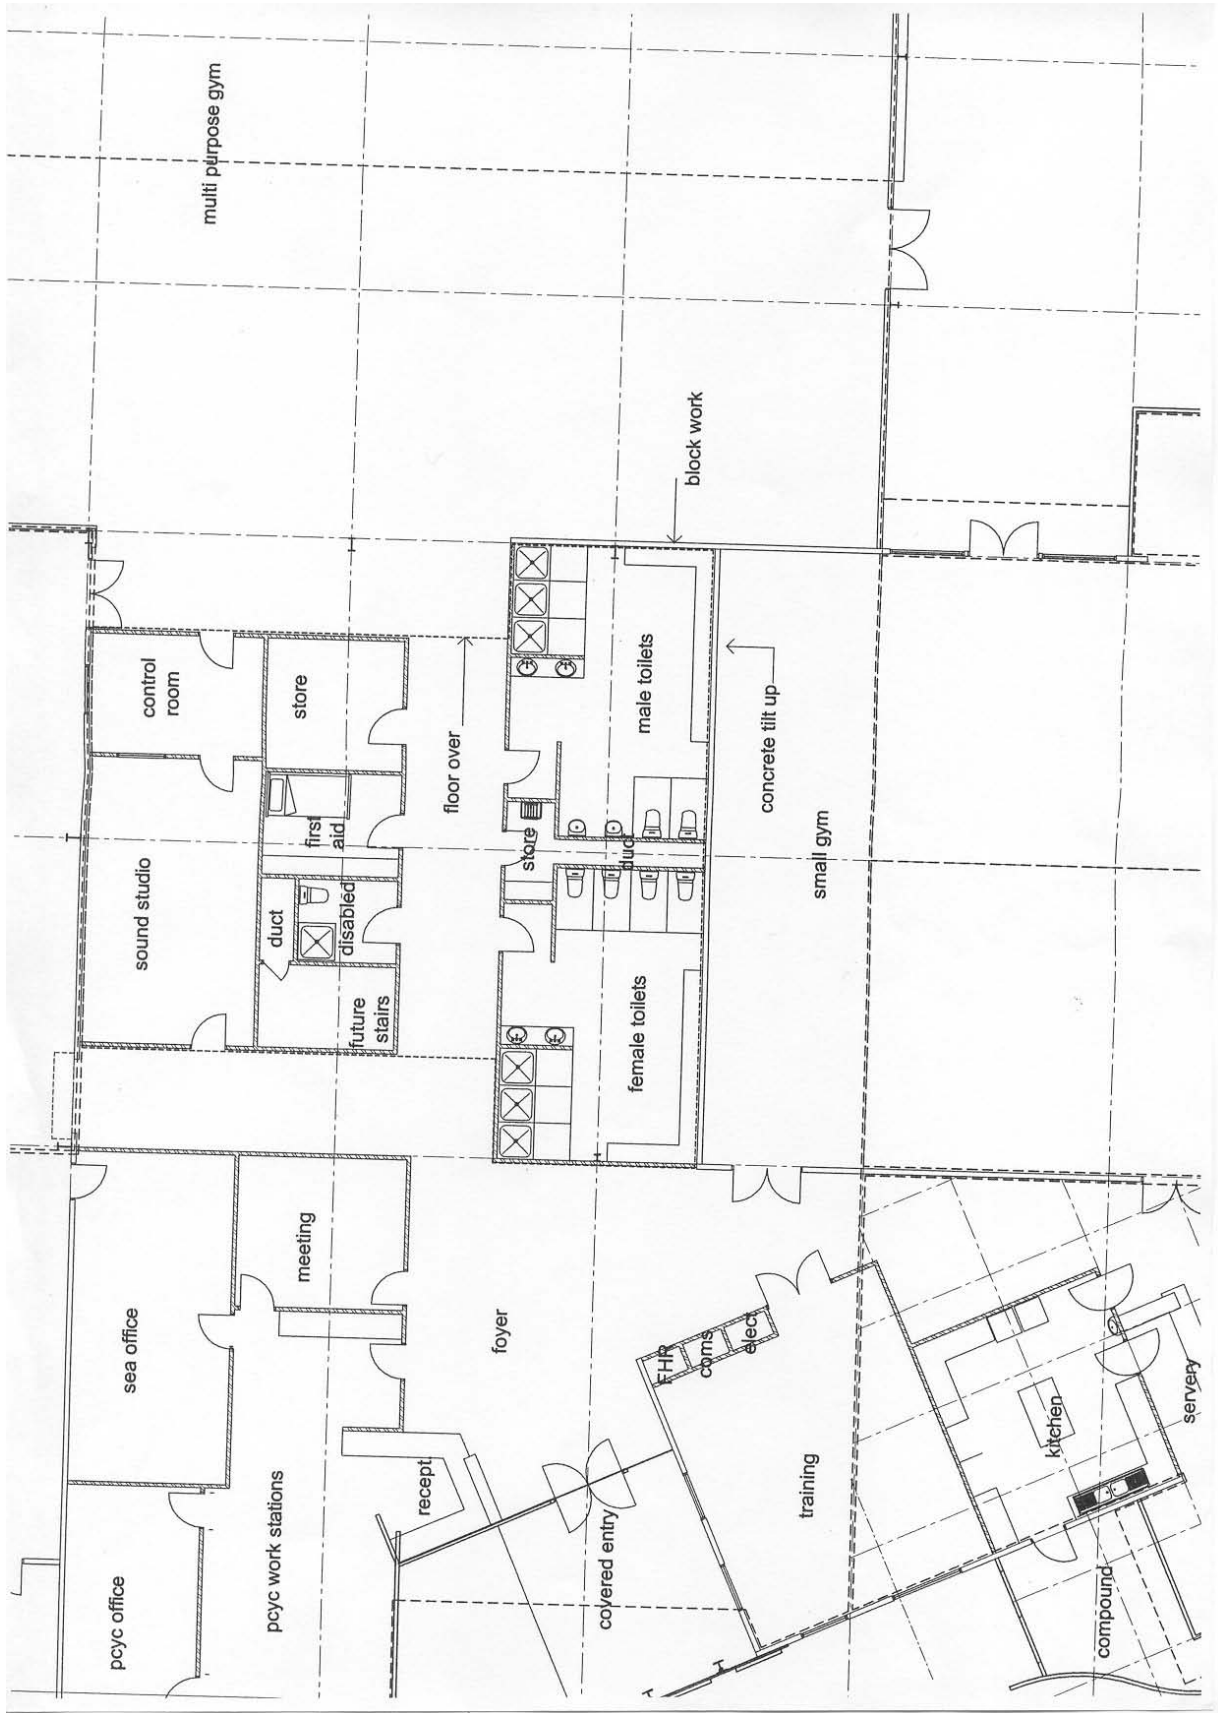 multi purpose gym
block work
control
room
store
floor over
male toilets
concrete tilt up
first
aid
store
duct
small gym
sound studio
duct
disabled
future
stairs
female toilets
meeting
sea office
foyer
FHR
coms
elect
kitchen
servery
recept
training
pcyc work stations
covered entry
pcyc office
compound